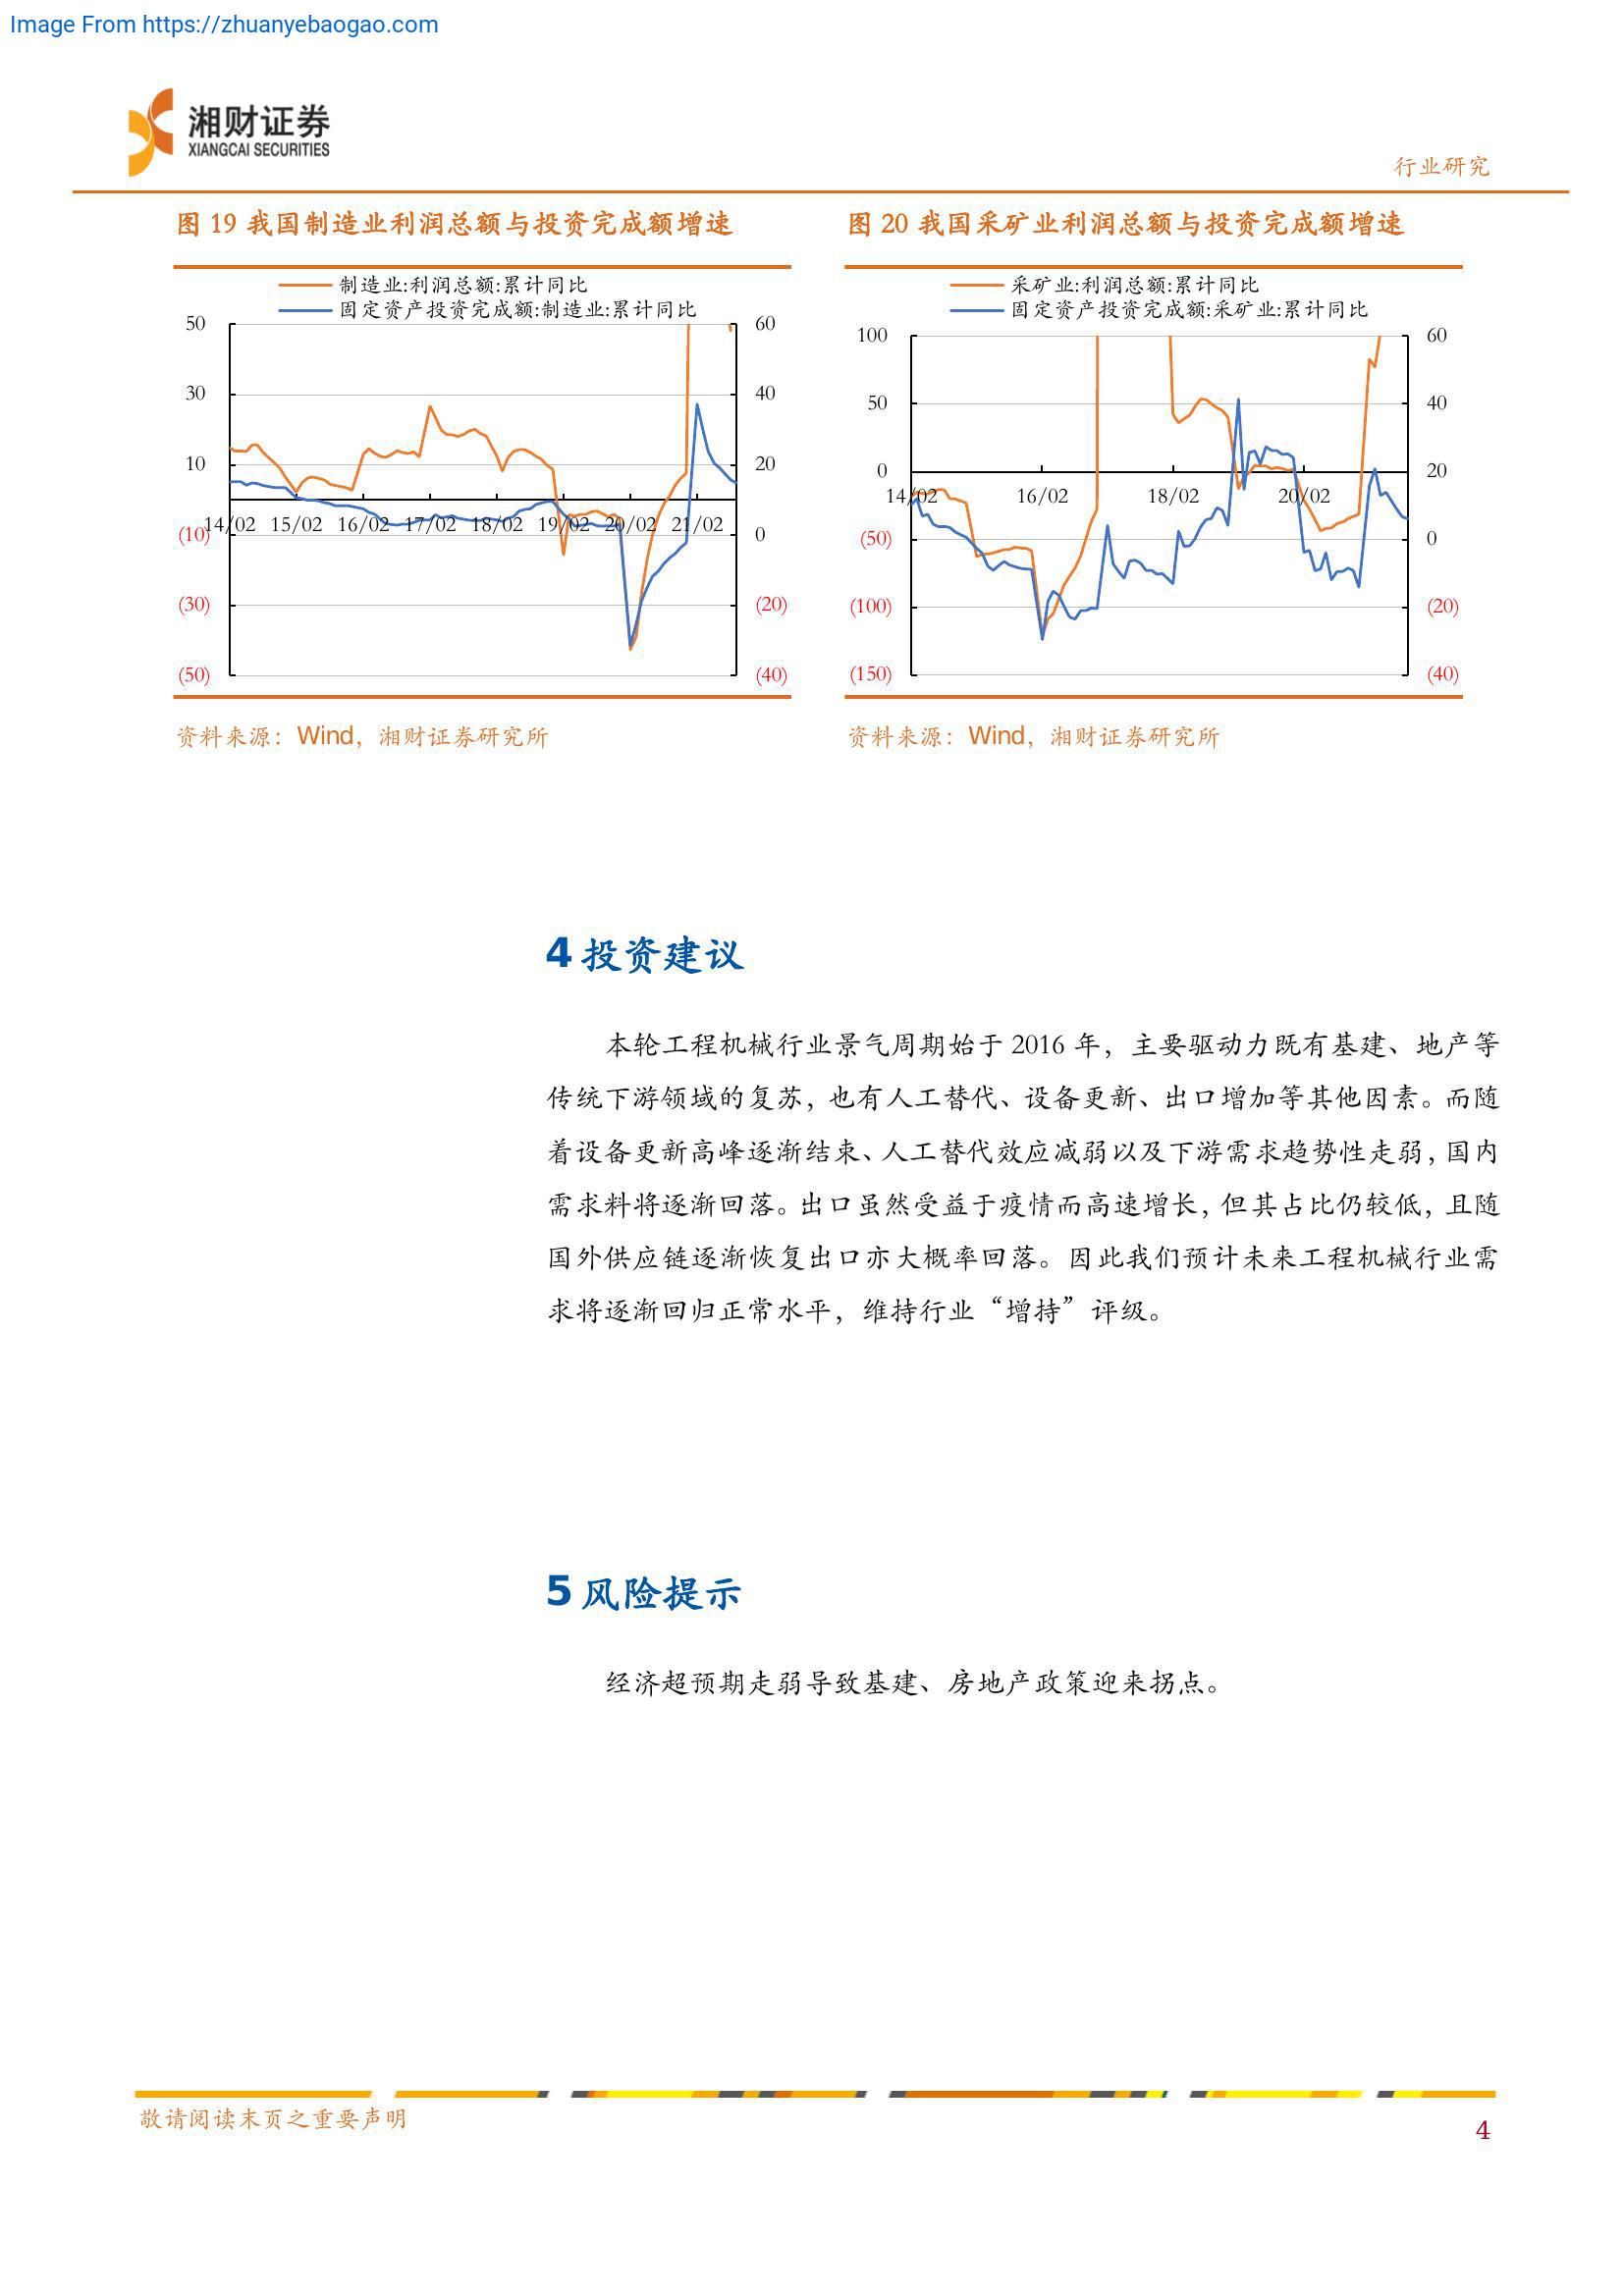 Image From https://zhuanyebaogao.com
湘财证券
XIANGCAI SECURITIES
行业研究
图 19 我国制造业利润总额与投资完成额增速
制造业:利润总额:累计同比
固定资产投资完成额:制造业:累计同比
50
30
10
(10)
(30)
(50)
60
40
20
0
(20)
(40)
14/02 15/02 16/02 17/02 18/02 19/02 20/02 21/02
资料来源：Wind，湘财证券研究所
图 20 我国采矿业利润总额与投资完成额增速
采矿业:利润总额:累计同比
固定资产投资完成额:采矿业:累计同比
100
50
0
(50)
(100)
(150)
60
40
20
0
(20)
(40)
14/02 16/02 18/02 20/02
资料来源：Wind，湘财证券研究所
4 投资建议
本轮工程机械行业景气周期始于 2016 年，主要驱动力既有基建、地产等
传统下游领域的复苏，也有人工替代、设备更新、出口增加等其他因素。而随
着设备更新高峰逐渐结束、人工替代效应减弱以及下游需求趋势性走弱，国内
需求料将逐渐回落。出口虽然受益于疫情而高速增长，但其占比仍较低，且随
国外供应链逐渐恢复出口亦大概率回落。因此我们预计未来工程机械行业需
求将逐渐回归正常水平，维持行业“增持”评级。
5 风险提示
经济超预期走弱导致基建、房地产政策迎来拐点。
敬请阅读末页之重要声明
4